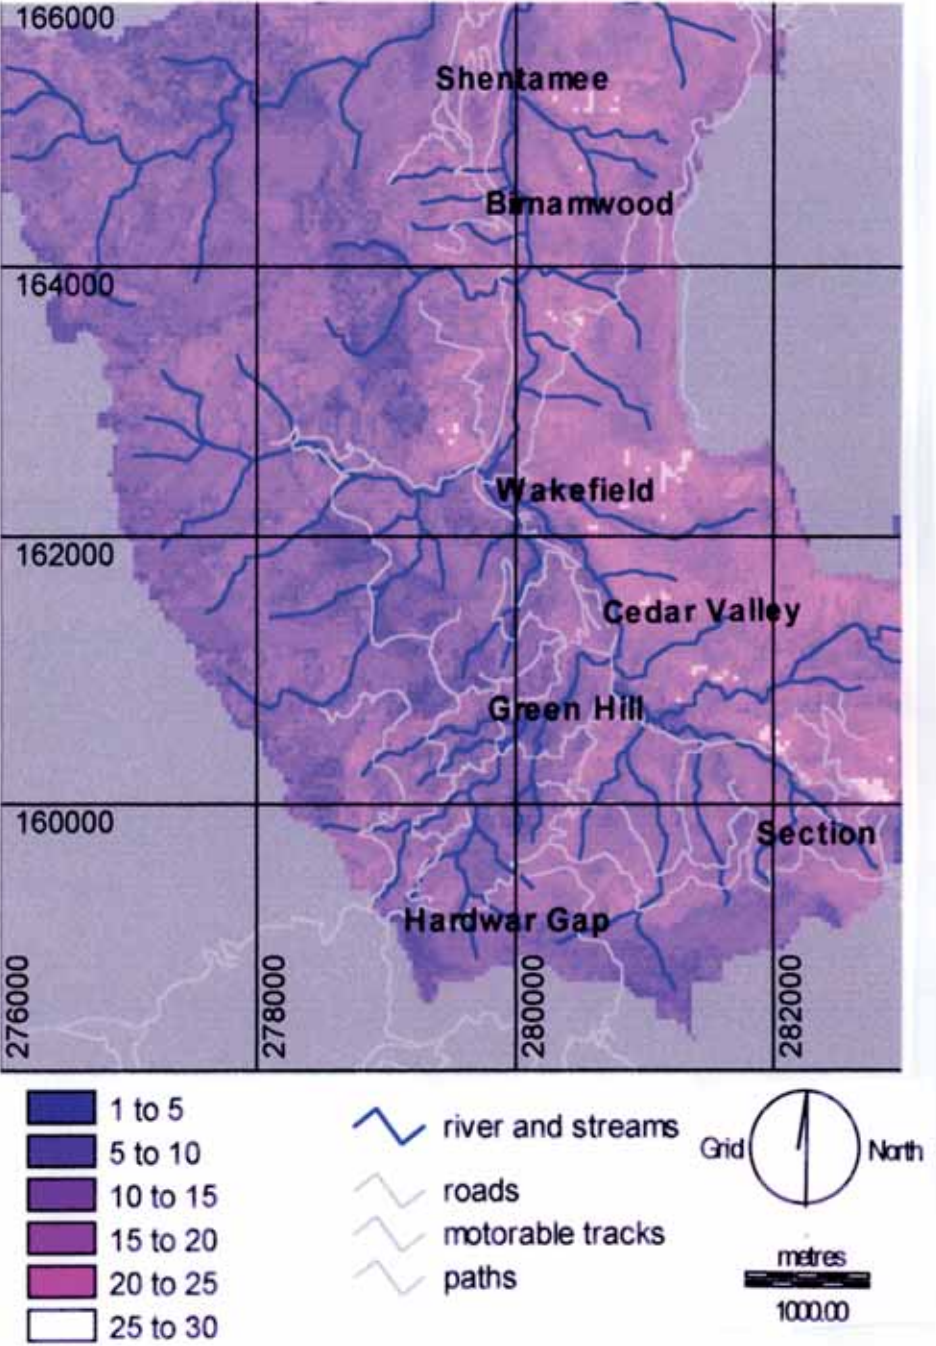 166000
Shentamee
Birnamwood
164000
Wakefield
162000
Cedar Valley
Green Hill
160000
Section
Hardwar Gap
276000
278000
280000
282000
1 to 5
5 to 10
10 to 15
15 to 20
20 to 25
25 to 30
river and streams
roads
motorable tracks
paths
Grid North
metres
1000.00